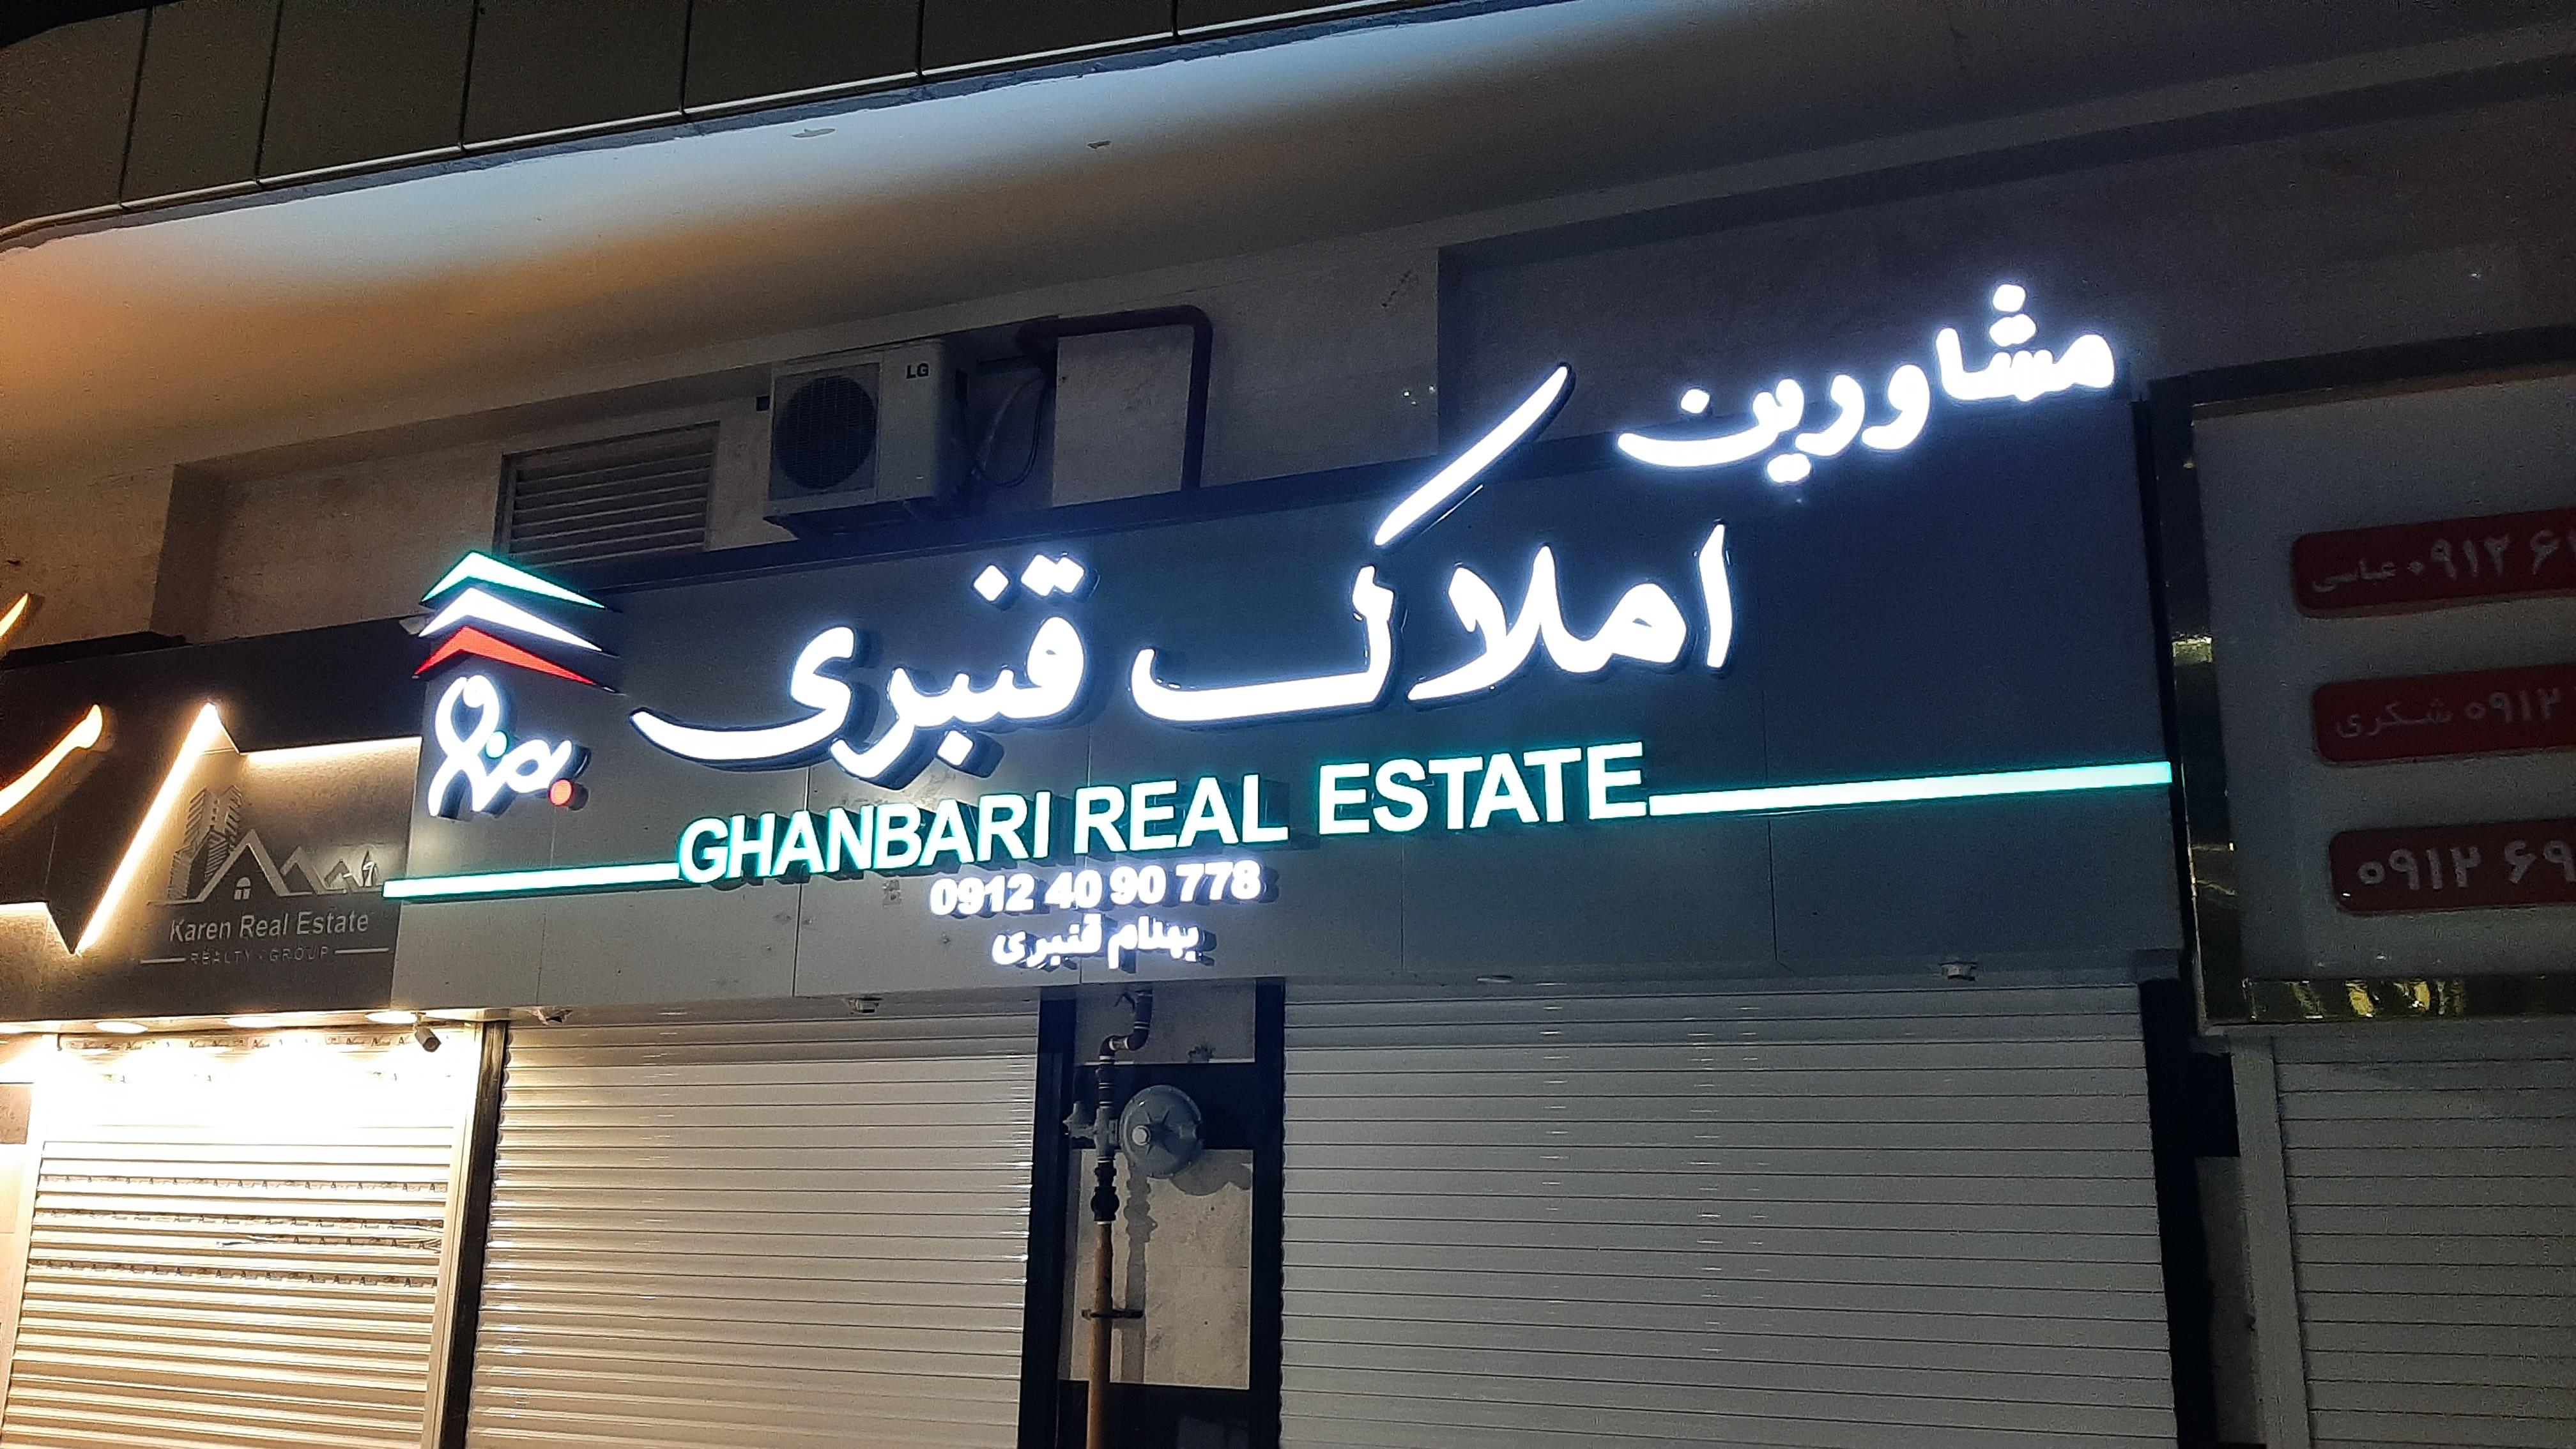 مشاورین
املاک قنبری
GHANBARI REAL ESTATE
0912 40 90 778
بهنام قنبری
LG
Karen Real Estate
REALTY GROUP
عباسی
شکری ۰۹۱۲